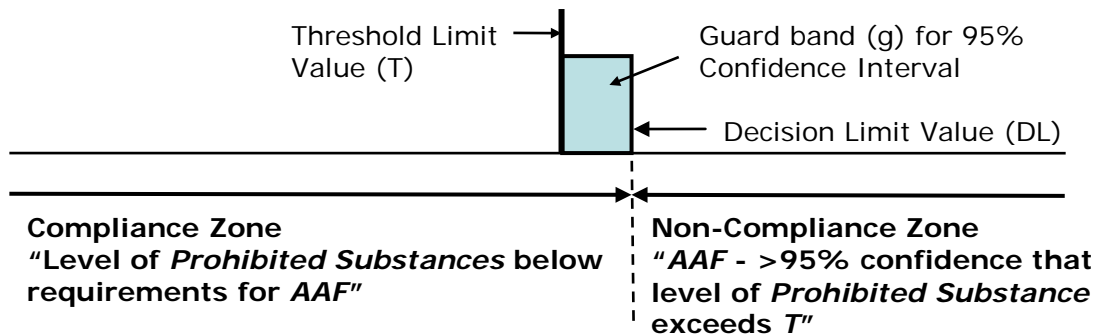 Threshold Limit
Value (T)
Guard band (g) for 95%
Confidence Interval
Decision Limit Value (DL)
Compliance Zone
“Level of Prohibited Substances below
requirements for AAF”
Non-Compliance Zone
“AAF - >95% confidence that
level of Prohibited Substance
exceeds T”